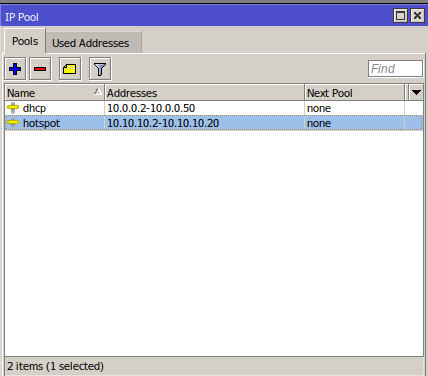 IP Pool
Pools Used Addresses
Find
Name Addresses Next Pool
dhcp 10.0.0.2-10.0.0.50 none
hotspot 10.10.10.2-10.10.10.20 none
2 items (1 selected)